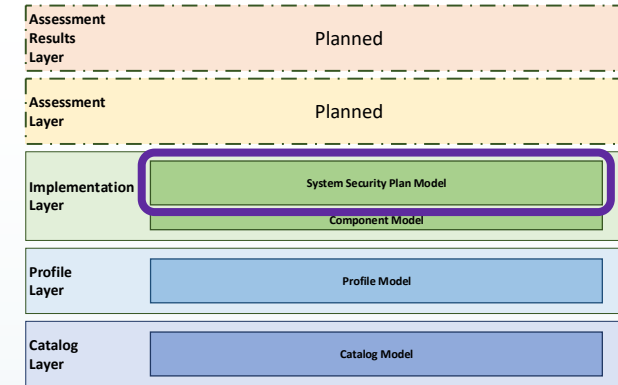 Assessment
Results
Layer
Planned
Assessment
Layer
Planned
Implementation
Layer
System Security Plan Model
Component Model
Profile
Layer
Profile Model
Catalog
Layer
Catalog Model